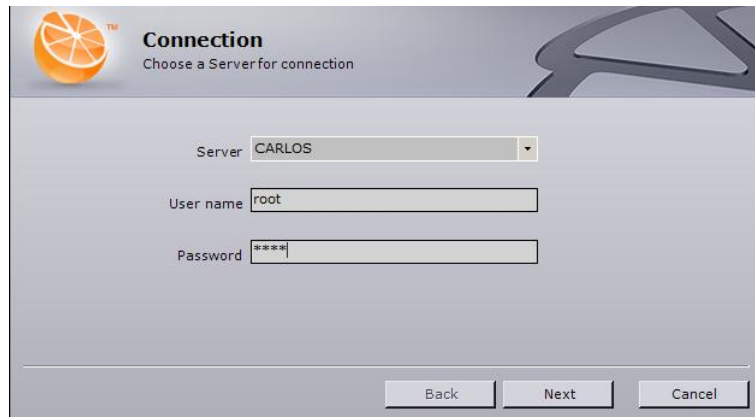 TM
Connection
Choose a Server for connection
Server CARLOS
User name root
Password ****
Back Next Cancel